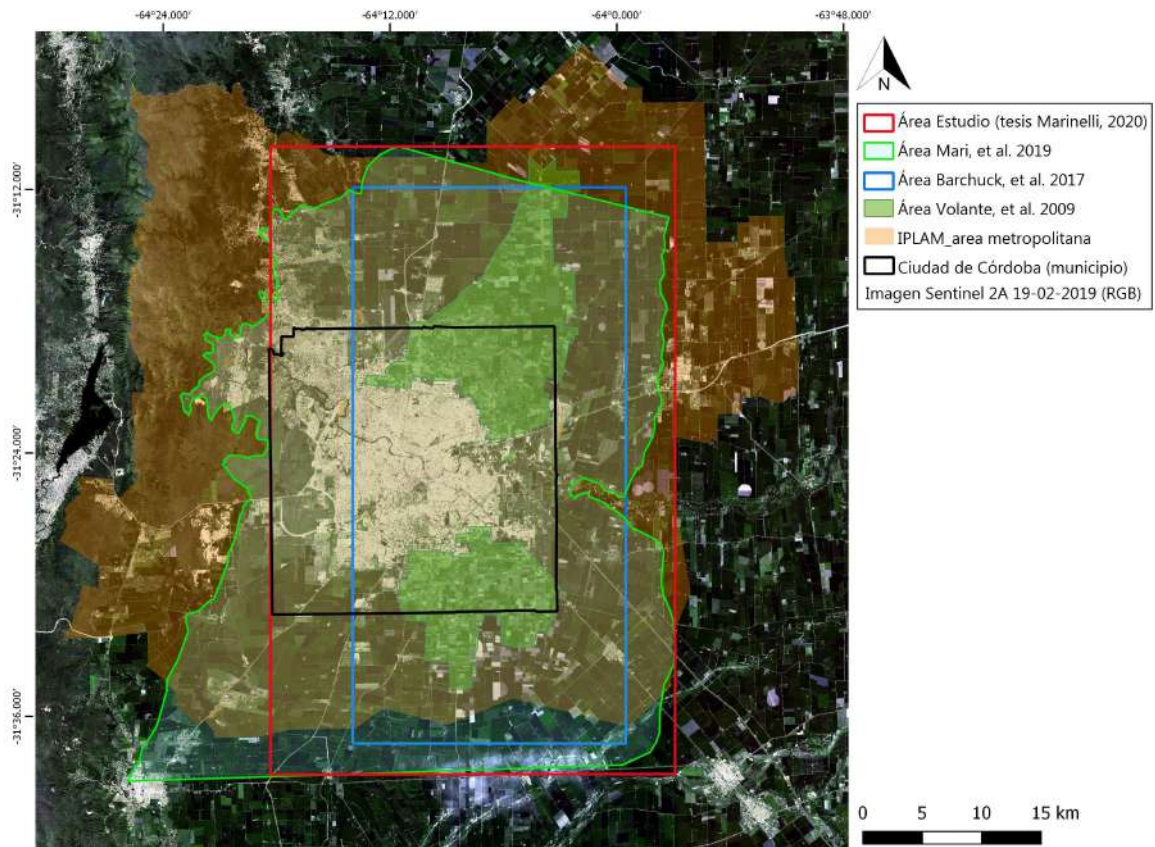 -64°24.000'
-64°12.000'
-64°0.000'
-63°48.000'
-31°12.000'
-31°24.000'
-31°36.000'
N
Área Estudio (tesis Marinelli, 2020)
Área Mari, et al. 2019
Área Barchuck, et al. 2017
Área Volante, et al. 2009
IPLAM_area metropolitana
Ciudad de Córdoba (municipio)
Imagen Sentinel 2A 19-02-2019 (RGB)
0 5 10 15 km